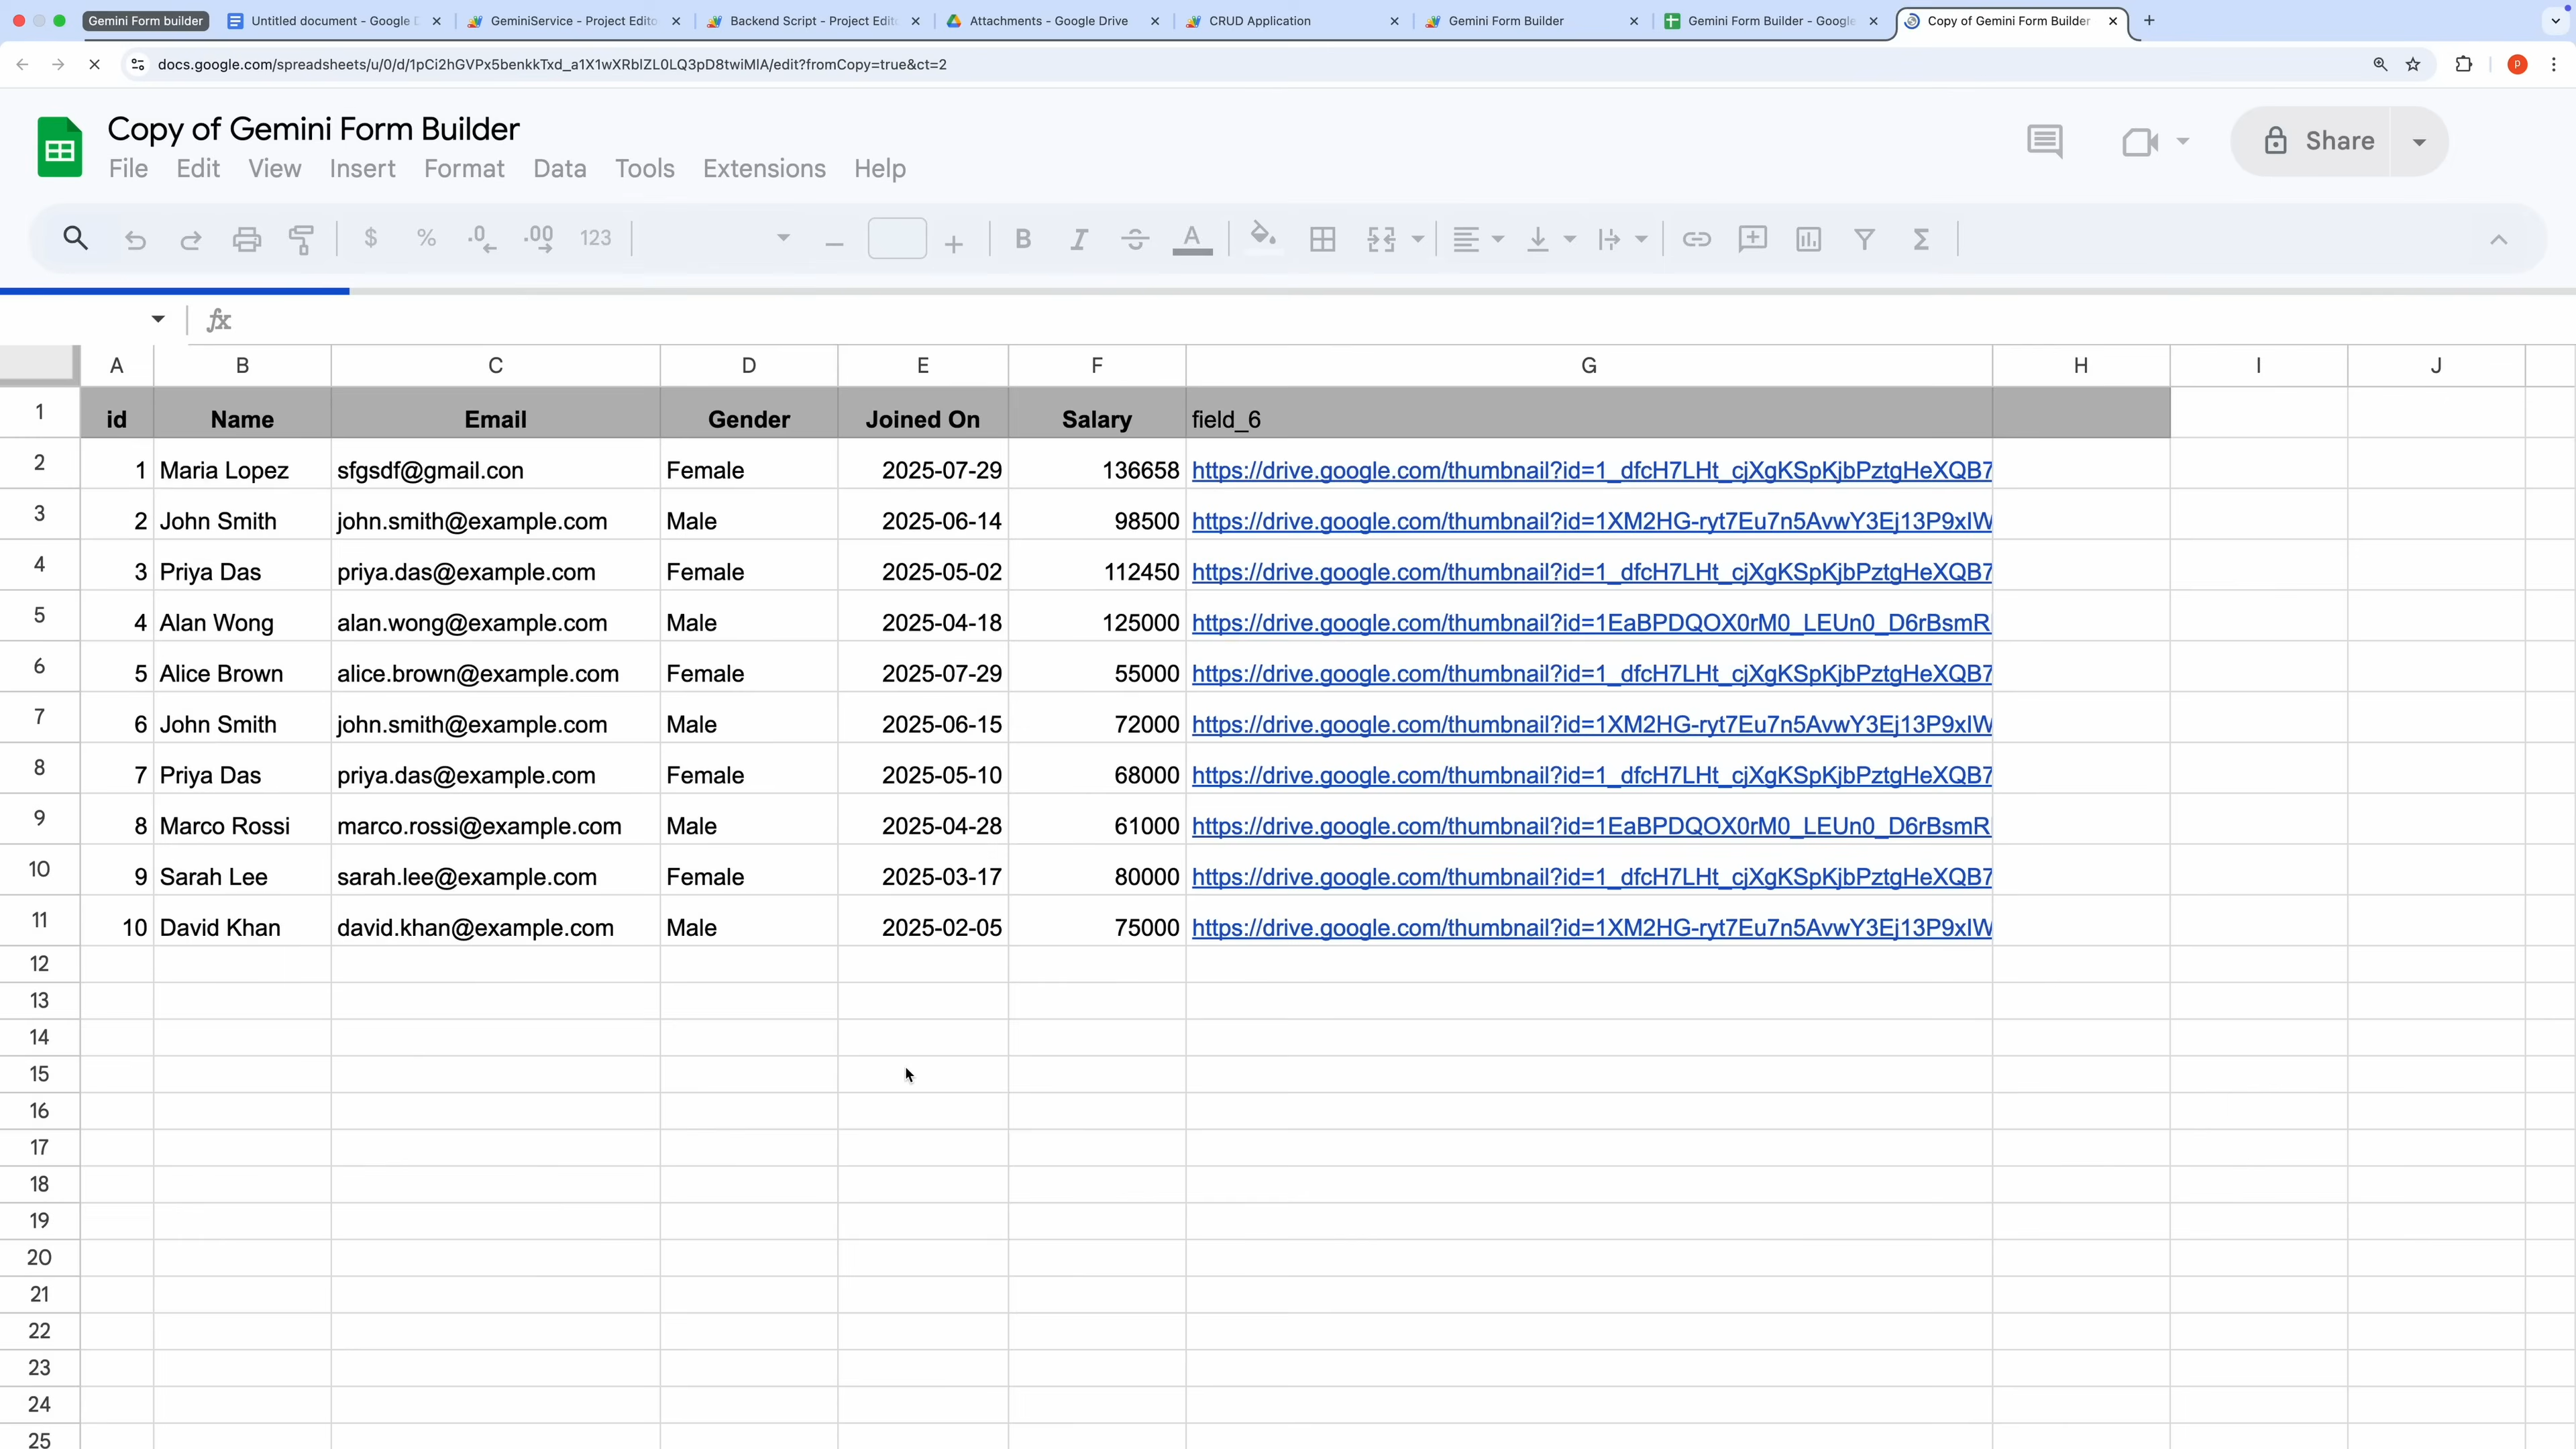 Gemini Form builder
Untitled document - Google D
GeminiService - Project Edito
Backend Script - Project Edito
Attachments - Google Drive
CRUD Application
Gemini Form Builder
Gemini Form Builder - Google
Copy of Gemini Form Builder
docs.google.com/spreadsheets/u/0/d/1pCi2hGVPx5benkkTxd_a1X1wXRblZL0LQ3pD8twiMlA/edit?fromCopy=true&ct=2
P
Copy of Gemini Form Builder
File Edit View Insert Format Data Tools Extensions Help
Share
$ % .0 .00 123
B I S A Σ
fx
A B C D E F G H I J
1 id Name Email Gender Joined On Salary field_6
2 1 Maria Lopez sfgsdf@gmail.con Female 2025-07-29 136658 https://drive.google.com/thumbnail?id=1_dfcH7LHt_cjXgKSpKjbPztgHeXQB7
3 2 John Smith john.smith@example.com Male 2025-06-14 98500 https://drive.google.com/thumbnail?id=1XM2HG-ryt7Eu7n5AvwY3Ej13P9xIW
4 3 Priya Das priya.das@example.com Female 2025-05-02 112450 https://drive.google.com/thumbnail?id=1_dfcH7LHt_cjXgKSpKjbPztgHeXQB7
5 4 Alan Wong alan.wong@example.com Male 2025-04-18 125000 https://drive.google.com/thumbnail?id=1EaBPDQOX0rM0_LEUn0_D6rBsmR
6 5 Alice Brown alice.brown@example.com Female 2025-07-29 55000 https://drive.google.com/thumbnail?id=1_dfcH7LHt_cjXgKSpKjbPztgHeXQB7
7 6 John Smith john.smith@example.com Male 2025-06-15 72000 https://drive.google.com/thumbnail?id=1XM2HG-ryt7Eu7n5AvwY3Ej13P9xIW
8 7 Priya Das priya.das@example.com Female 2025-05-10 68000 https://drive.google.com/thumbnail?id=1_dfcH7LHt_cjXgKSpKjbPztgHeXQB7
9 8 Marco Rossi marco.rossi@example.com Male 2025-04-28 61000 https://drive.google.com/thumbnail?id=1EaBPDQOX0rM0_LEUn0_D6rBsmR
10 9 Sarah Lee sarah.lee@example.com Female 2025-03-17 80000 https://drive.google.com/thumbnail?id=1_dfcH7LHt_cjXgKSpKjbPztgHeXQB7
11 10 David Khan david.khan@example.com Male 2025-02-05 75000 https://drive.google.com/thumbnail?id=1XM2HG-ryt7Eu7n5AvwY3Ej13P9xIW
12
13
14
15
16
17
18
19
20
21
22
23
24
25